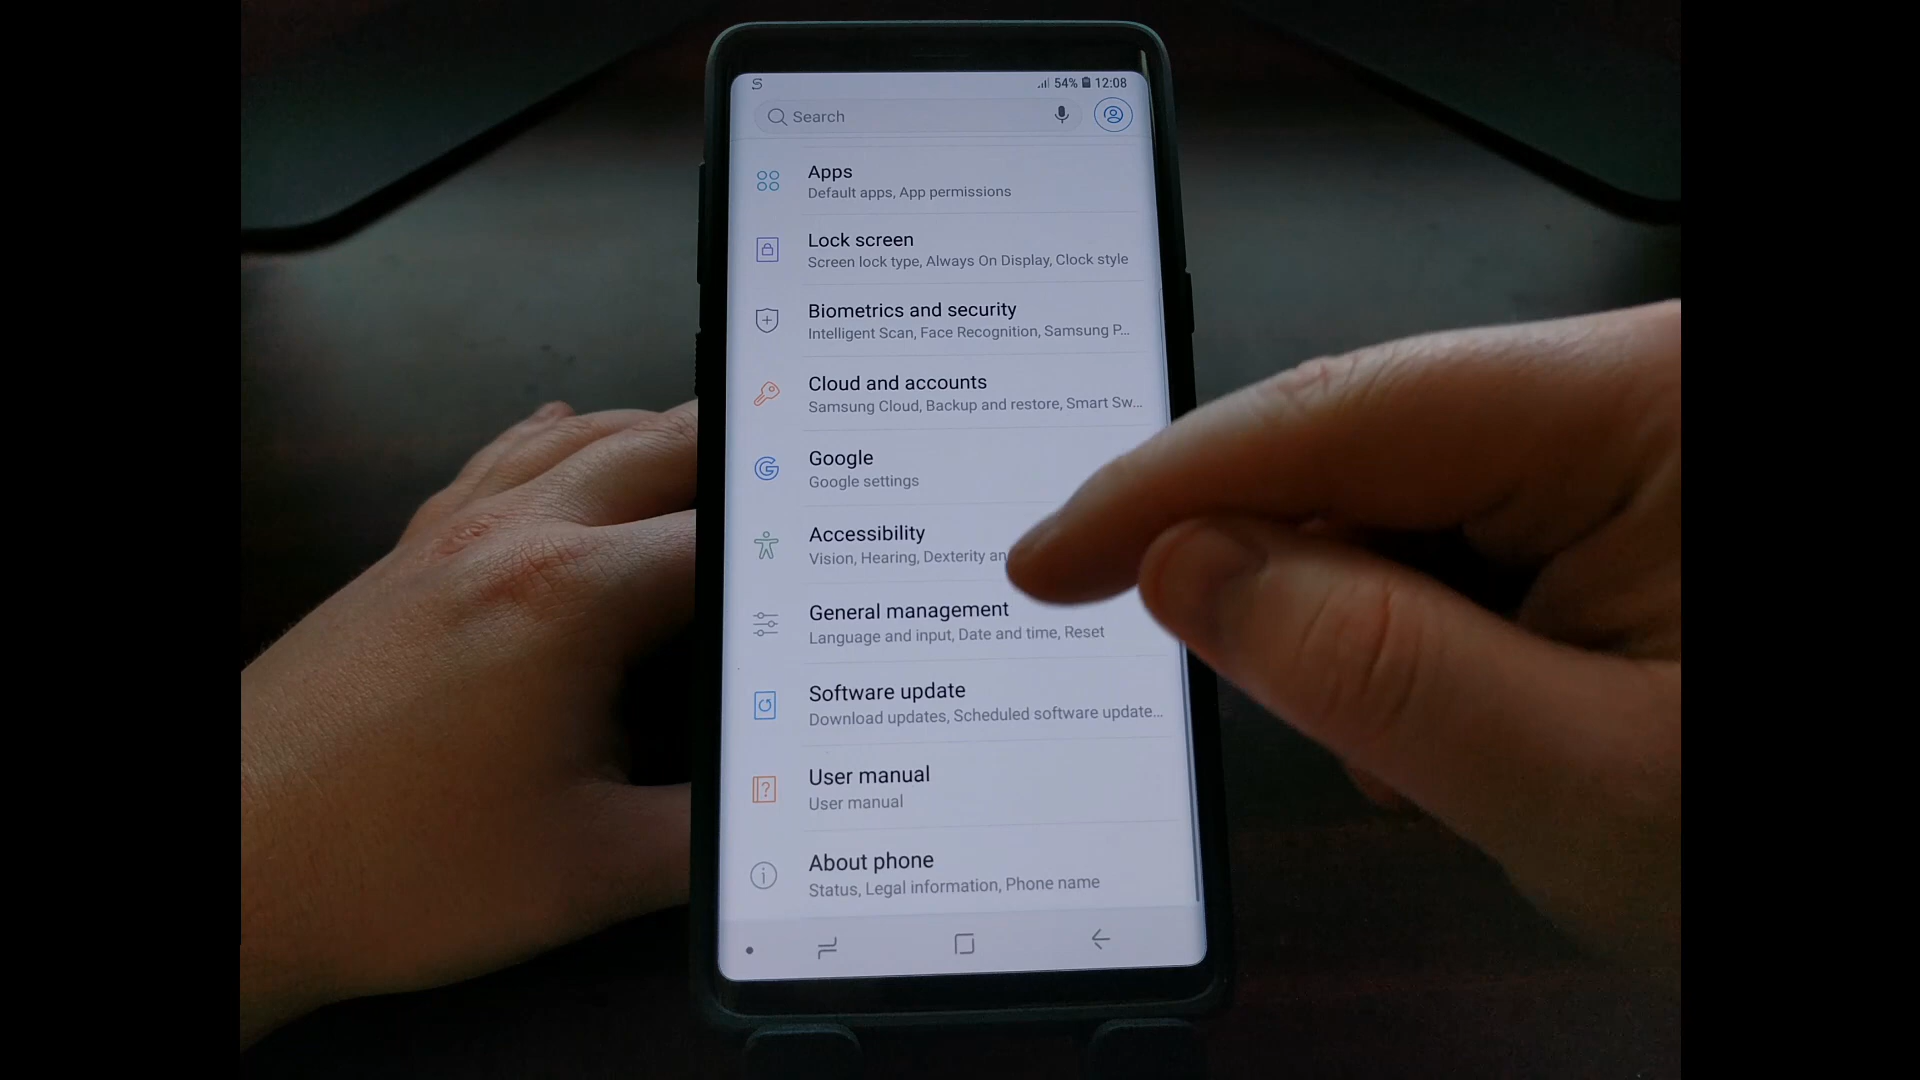 54% 12:08
Search
Apps
Default apps, App permissions
Lock screen
Screen lock type, Always On Display, Clock style
Biometrics and security
Intelligent Scan, Face Recognition, Samsung P...
Cloud and accounts
Samsung Cloud, Backup and restore, Smart Sw...
Google
Google settings
Accessibility
Vision, Hearing, Dexterity an
General management
Language and input, Date and time, Reset
Software update
Download updates, Scheduled software update...
User manual
User manual
About phone
Status, Legal information, Phone name